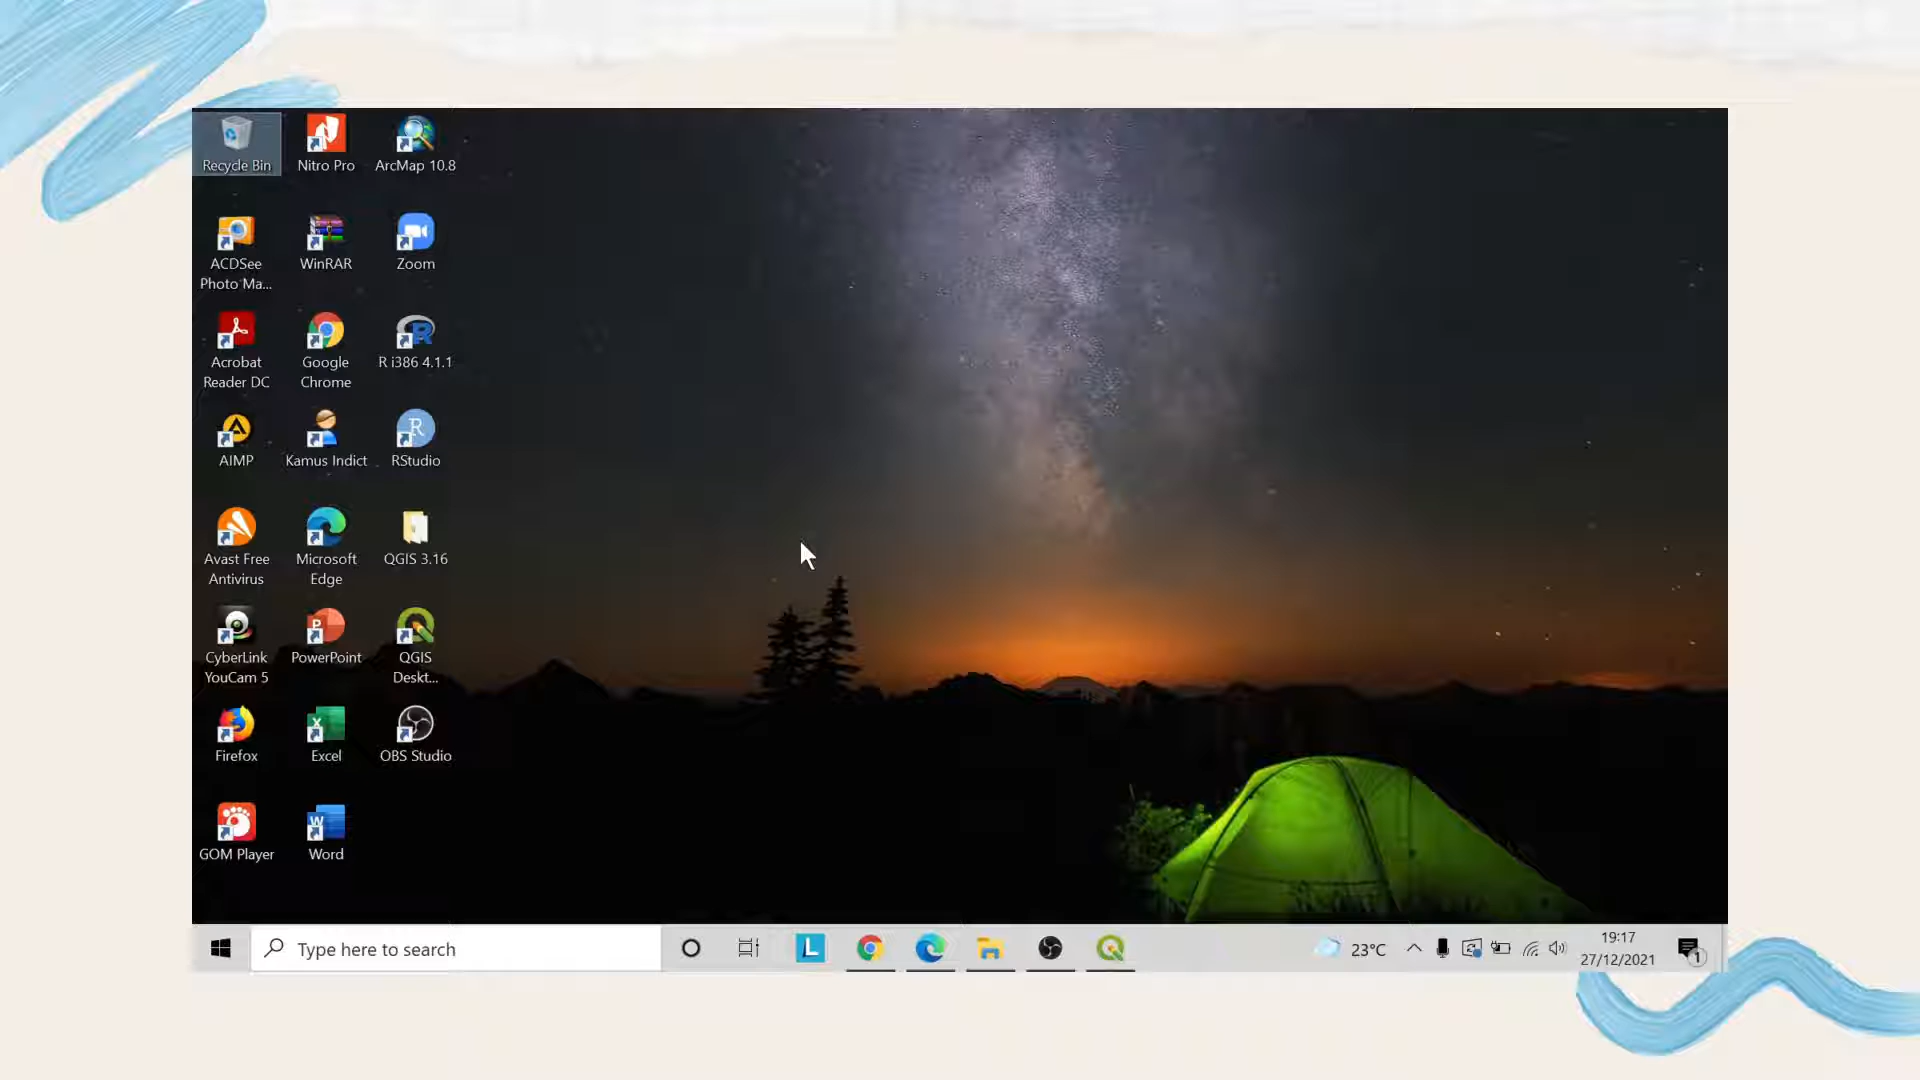 Recycle Bin
Nitro Pro
ArcMap 10.8
ACDSee
Photo Ma...
WinRAR
Zoom
Acrobat
Reader DC
Google
Chrome
R i386 4.1.1
AIMP
Kamus Indict
RStudio
Avast Free
Antivirus
Microsoft
Edge
QGIS 3.16
CyberLink
YouCam 5
PowerPoint
QGIS
Deskt...
Firefox
Excel
OBS Studio
GOM Player
Word
Type here to search
L
23°C
19:17
27/12/2021
1